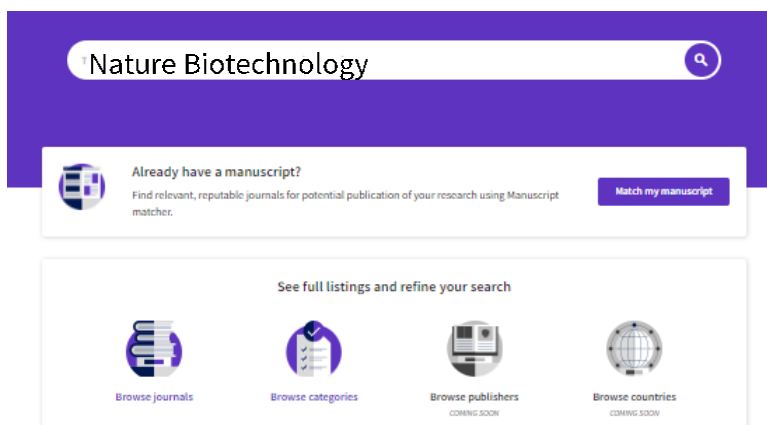 Nature Biotechnology
Already have a manuscript?
Find relevant, reputable journals for potential publication of your research using Manuscript
matcher.
Match my manuscript
See full listings and refine your search
Browse journals
Browse categories
Browse publishers
COMING SOON
Browse countries
COMING SOON